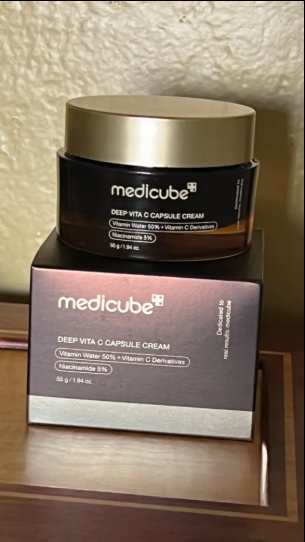 medicube
DEEP VITA C CAPSULE CREAM
Vitamin Water 50% + Vitamin C Derivatives
Niacinamide 5%
55 g / 1.94 oz.
medicube
DEEP VITA C CAPSULE CREAM
Vitamin Water 50% + Vitamin C Derivatives
Niacinamide 5%
55 g / 1.94 oz.
Dedicated to
real results, medicube